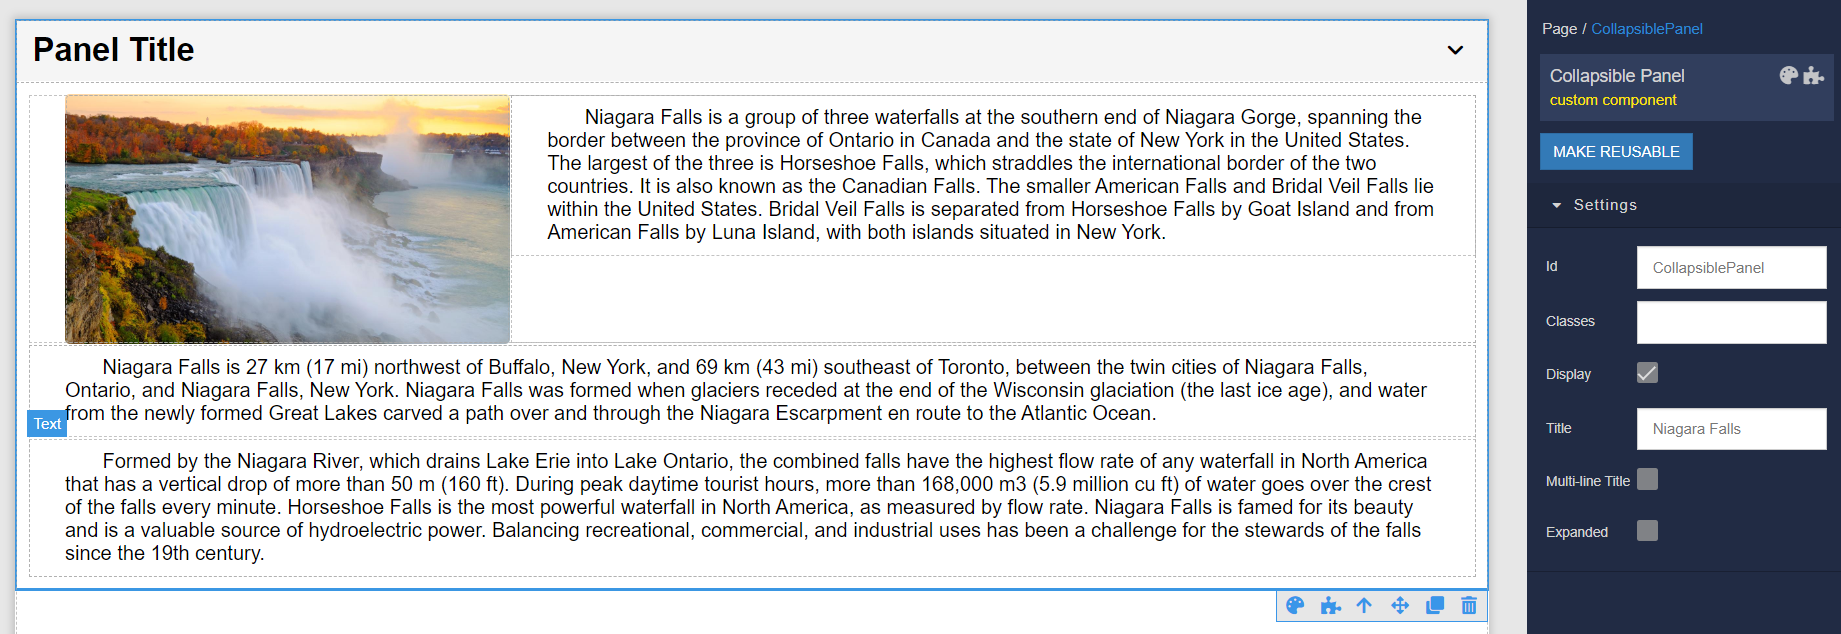 Panel Title
Niagara Falls is a group of three waterfalls at the southern end of Niagara Gorge, spanning the
border between the province of Ontario in Canada and the state of New York in the United States.
The largest of the three is Horseshoe Falls, which straddles the international border of the two
countries. It is also known as the Canadian Falls. The smaller American Falls and Bridal Veil Falls lie
within the United States. Bridal Veil Falls is separated from Horseshoe Falls by Goat Island and from
American Falls by Luna Island, with both islands situated in New York.
Niagara Falls is 27 km (17 mi) northwest of Buffalo, New York, and 69 km (43 mi) southeast of Toronto, between the twin cities of Niagara Falls,
Ontario, and Niagara Falls, New York. Niagara Falls was formed when glaciers receded at the end of the Wisconsin glaciation (the last ice age), and water
from the newly formed Great Lakes carved a path over and through the Niagara Escarpment en route to the Atlantic Ocean.
Text
Formed by the Niagara River, which drains Lake Erie into Lake Ontario, the combined falls have the highest flow rate of any waterfall in North America
that has a vertical drop of more than 50 m (160 ft). During peak daytime tourist hours, more than 168,000 m3 (5.9 million cu ft) of water goes over the crest
of the falls every minute. Horseshoe Falls is the most powerful waterfall in North America, as measured by flow rate. Niagara Falls is famed for its beauty
and is a valuable source of hydroelectric power. Balancing recreational, commercial, and industrial uses has been a challenge for the stewards of the falls
since the 19th century.
Page / CollapsiblePanel
Collapsible Panel
custom component
MAKE REUSABLE
Settings
Id CollapsiblePanel
Classes
Display
Title Niagara Falls
Multi-line Title
Expanded